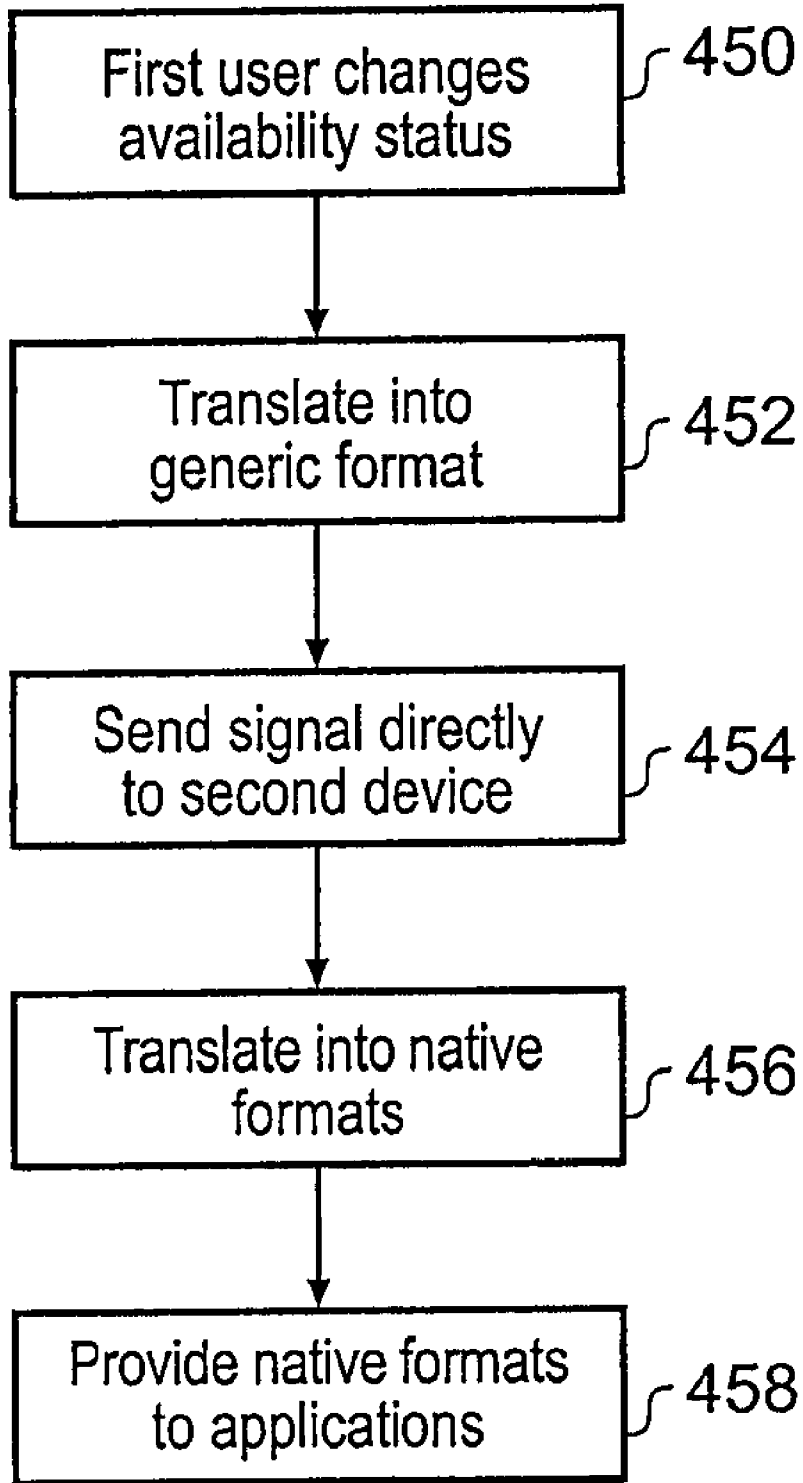 First user changes
availability status
450
Translate into
generic format
452
Send signal directly
to second device
454
Translate into native
formats
456
Provide native formats
to applications
458